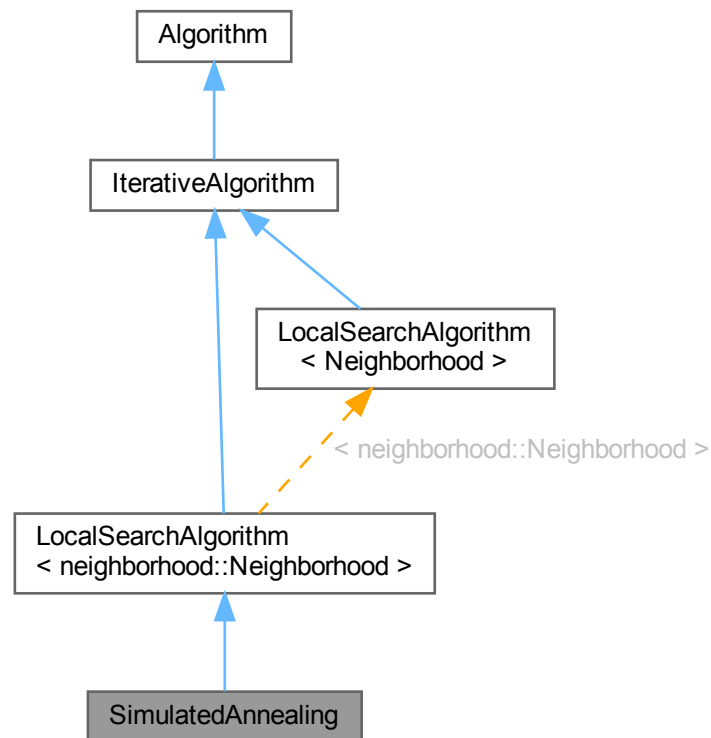 Algorithm
IterativeAlgorithm
LocalSearchAlgorithm
< Neighborhood >
< neighborhood::Neighborhood >
LocalSearchAlgorithm
< neighborhood::Neighborhood >
SimulatedAnnealing